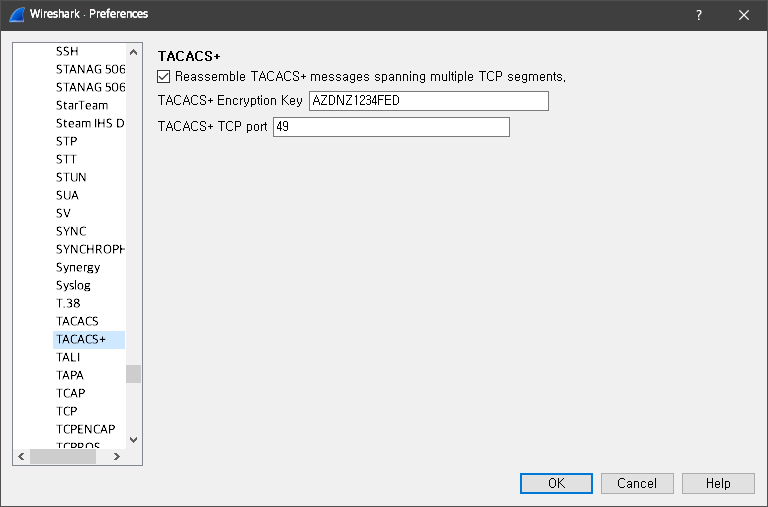 Wireshark · Preferences
SSH
STANAG 506
STANAG 506
StarTeam
Steam IHS D
STP
STT
STUN
SUA
SV
SYNC
SYNCHROPH
Synergy
Syslog
T.38
TACACS
TACACS+
TALI
TAPA
TCAP
TCP
TCPENCAP
TCPROS
TACACS+
Reassemble TACACS+ messages spanning multiple TCP segments.
TACACS+ Encryption Key AZDNZ1234FED
TACACS+ TCP port 49
OK Cancel Help